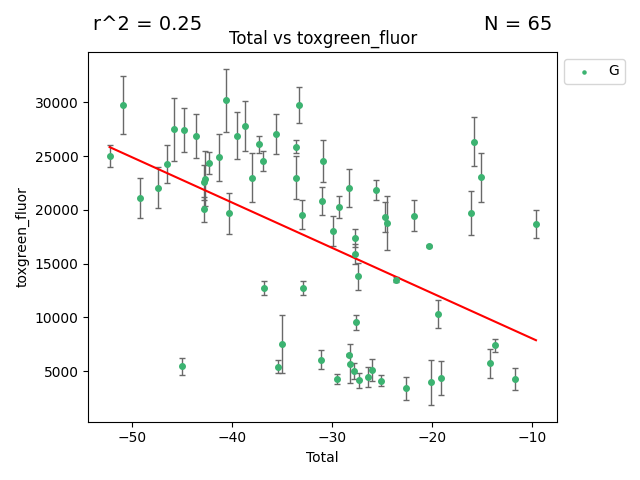 r^2 = 0.25
N = 65
Total vs toxgreen_fluor
G
30000
25000
20000
15000
10000
5000
toxgreen_fluor
−50
−40
−30
−20
−10
Total